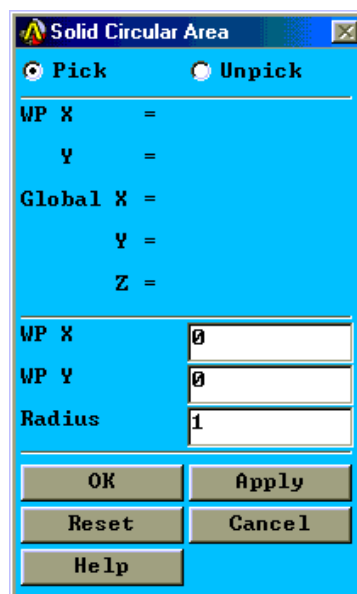 Solid Circular Area
Pick Unpick
WP X =
Y =
Global X =
Y =
Z =
WP X 0
WP Y 0
Radius 1
OK Apply
Reset Cancel
Help